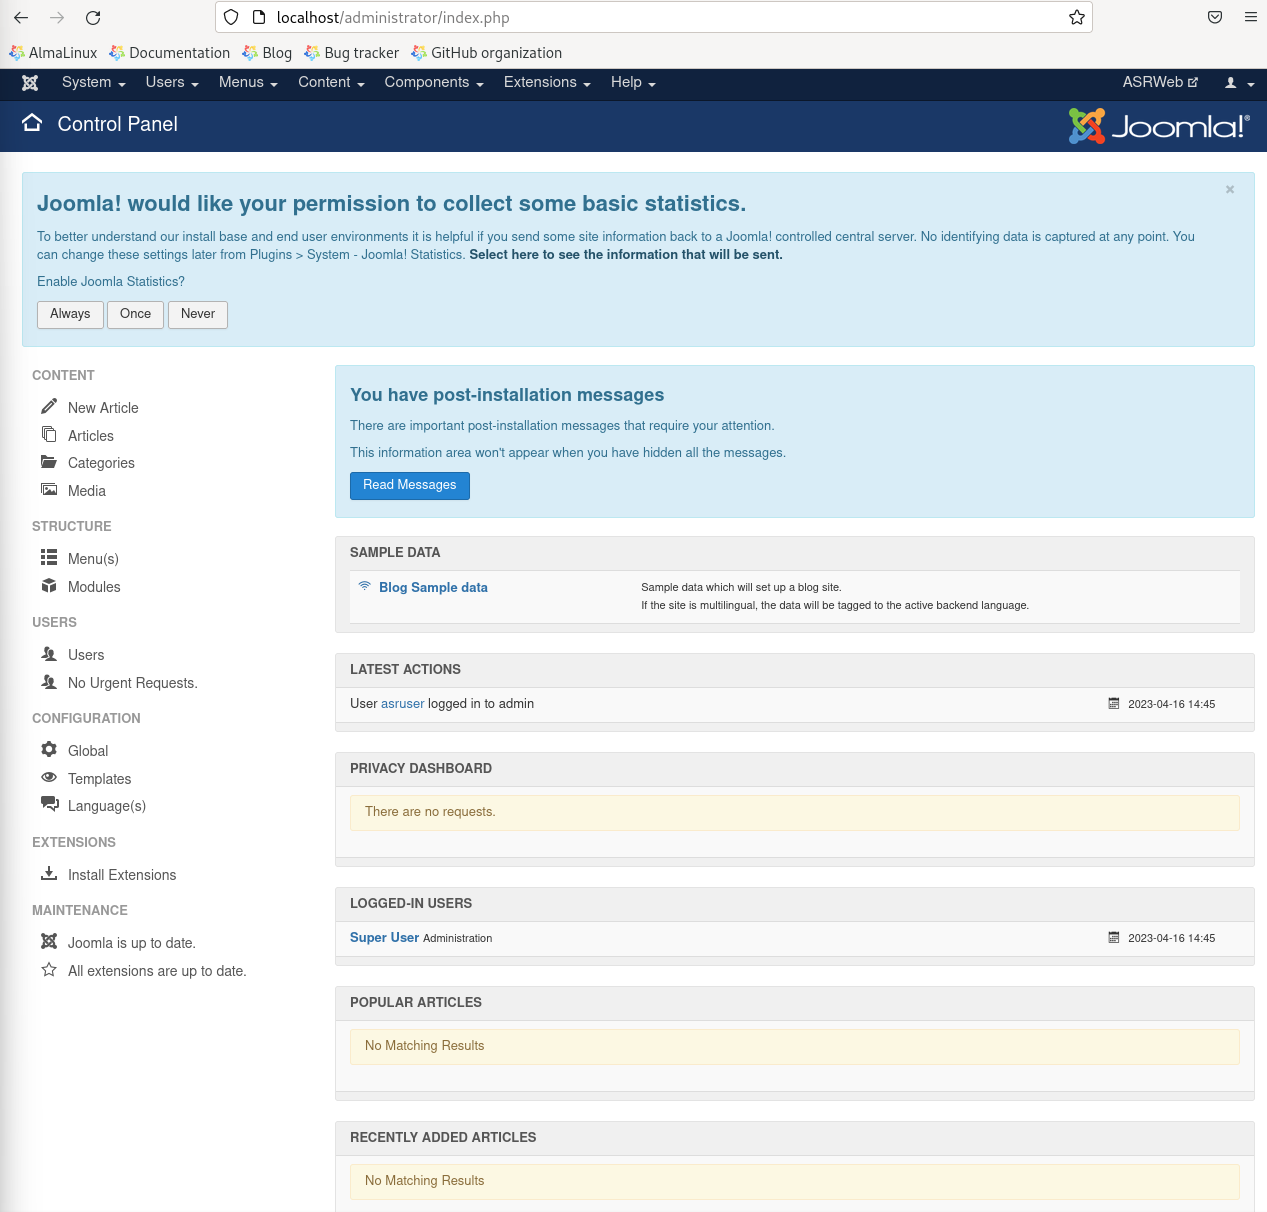 localhost/administrator/index.php
AlmaLinux Documentation Blog Bug tracker GitHub organization
System Users Menus Content Components Extensions Help ASRWeb
Control Panel
Joomla!®
Joomla! would like your permission to collect some basic statistics.
To better understand our install base and end user environments it is helpful if you send some site information back to a Joomla! controlled central server. No identifying data is captured at any point. You
can change these settings later from Plugins > System - Joomla! Statistics. Select here to see the information that will be sent.
Enable Joomla Statistics?
Always Once Never
CONTENT
New Article
Articles
Categories
Media
STRUCTURE
Menu(s)
Modules
USERS
Users
No Urgent Requests.
CONFIGURATION
Global
Templates
Language(s)
EXTENSIONS
Install Extensions
MAINTENANCE
Joomla is up to date.
All extensions are up to date.
You have post-installation messages
There are important post-installation messages that require your attention.
This information area won't appear when you have hidden all the messages.
Read Messages
SAMPLE DATA
Blog Sample data
Sample data which will set up a blog site.
If the site is multilingual, the data will be tagged to the active backend language.
LATEST ACTIONS
User asruser logged in to admin 2023-04-16 14:45
PRIVACY DASHBOARD
There are no requests.
LOGGED-IN USERS
Super User Administration 2023-04-16 14:45
POPULAR ARTICLES
No Matching Results
RECENTLY ADDED ARTICLES
No Matching Results